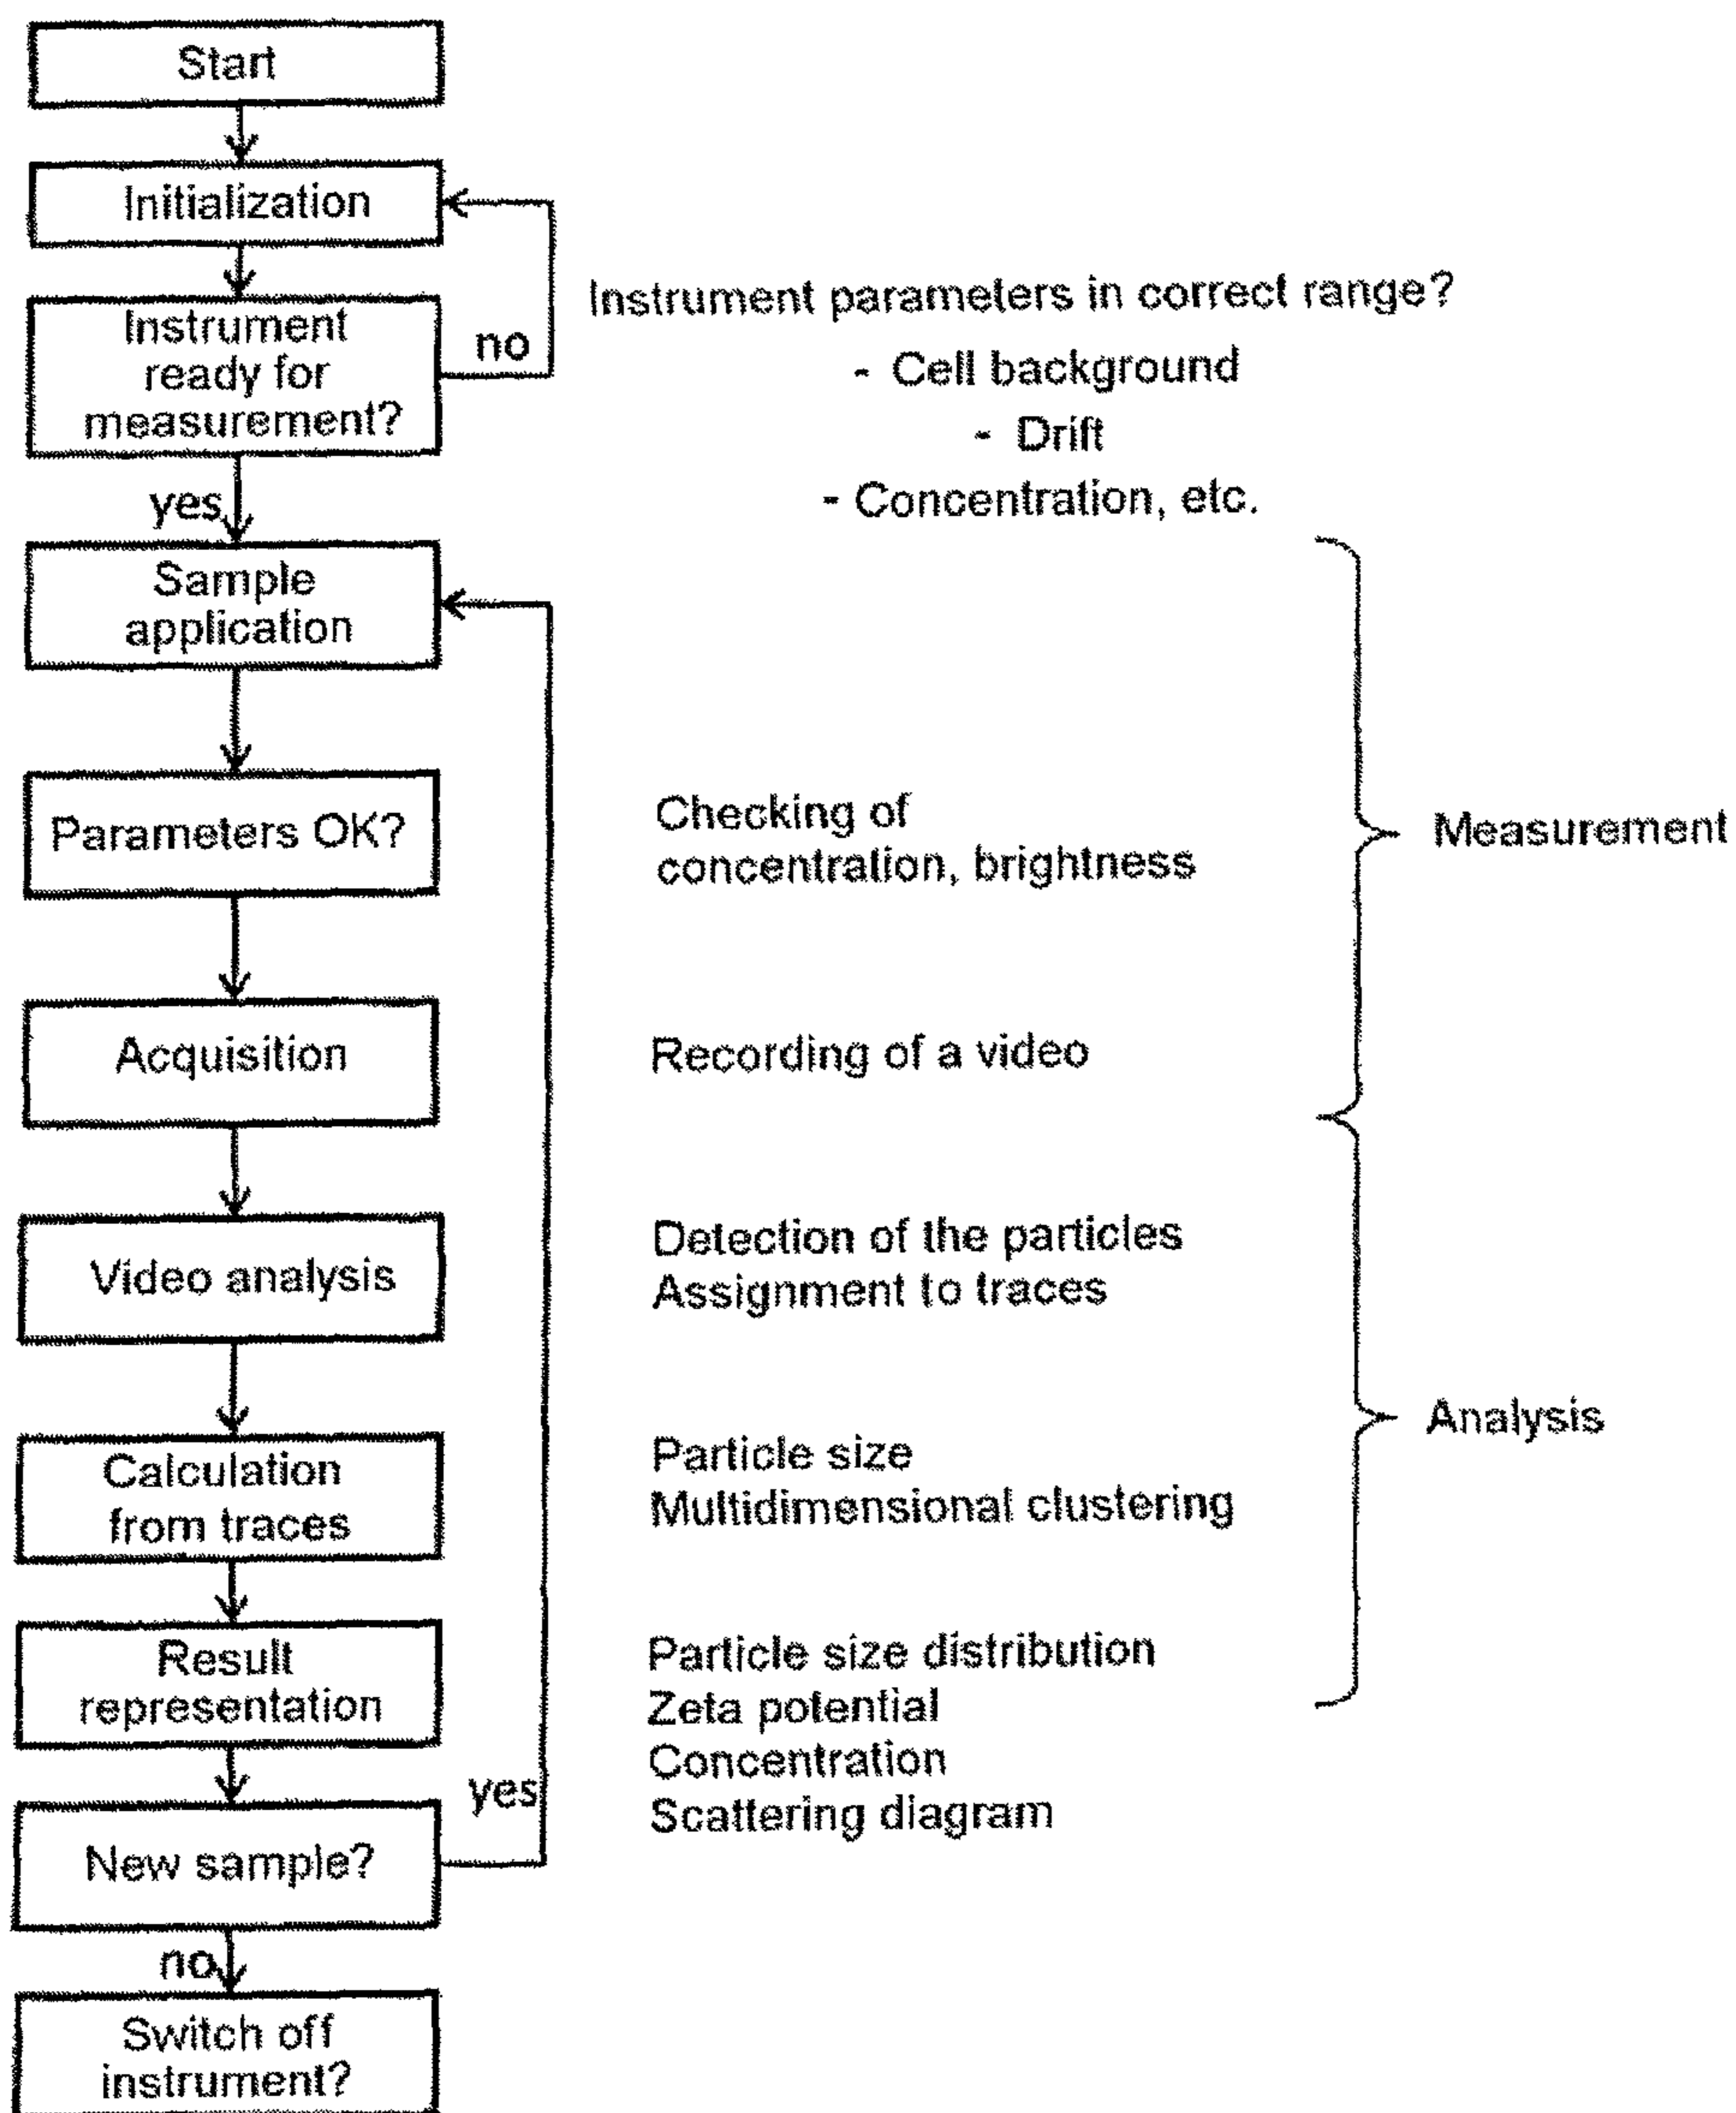 Start
Initialization
Instrument
ready for
measurement?
no
Instrument parameters in correct range?
- Cell background
- Drift
- Concentration, etc.
yes
Sample
application
Parameters OK?
Checking of
concentration, brightness
Measurement
Acquisition
Recording of a video
Video analysis
Detection of the particles
Assignment to traces
Analysis
Calculation
from traces
Particle size
Multidimensional clustering
Result
representation
Particle size distribution
Zeta potential
Concentration
Scattering diagram
yes
New sample?
no
Switch off
instrument?